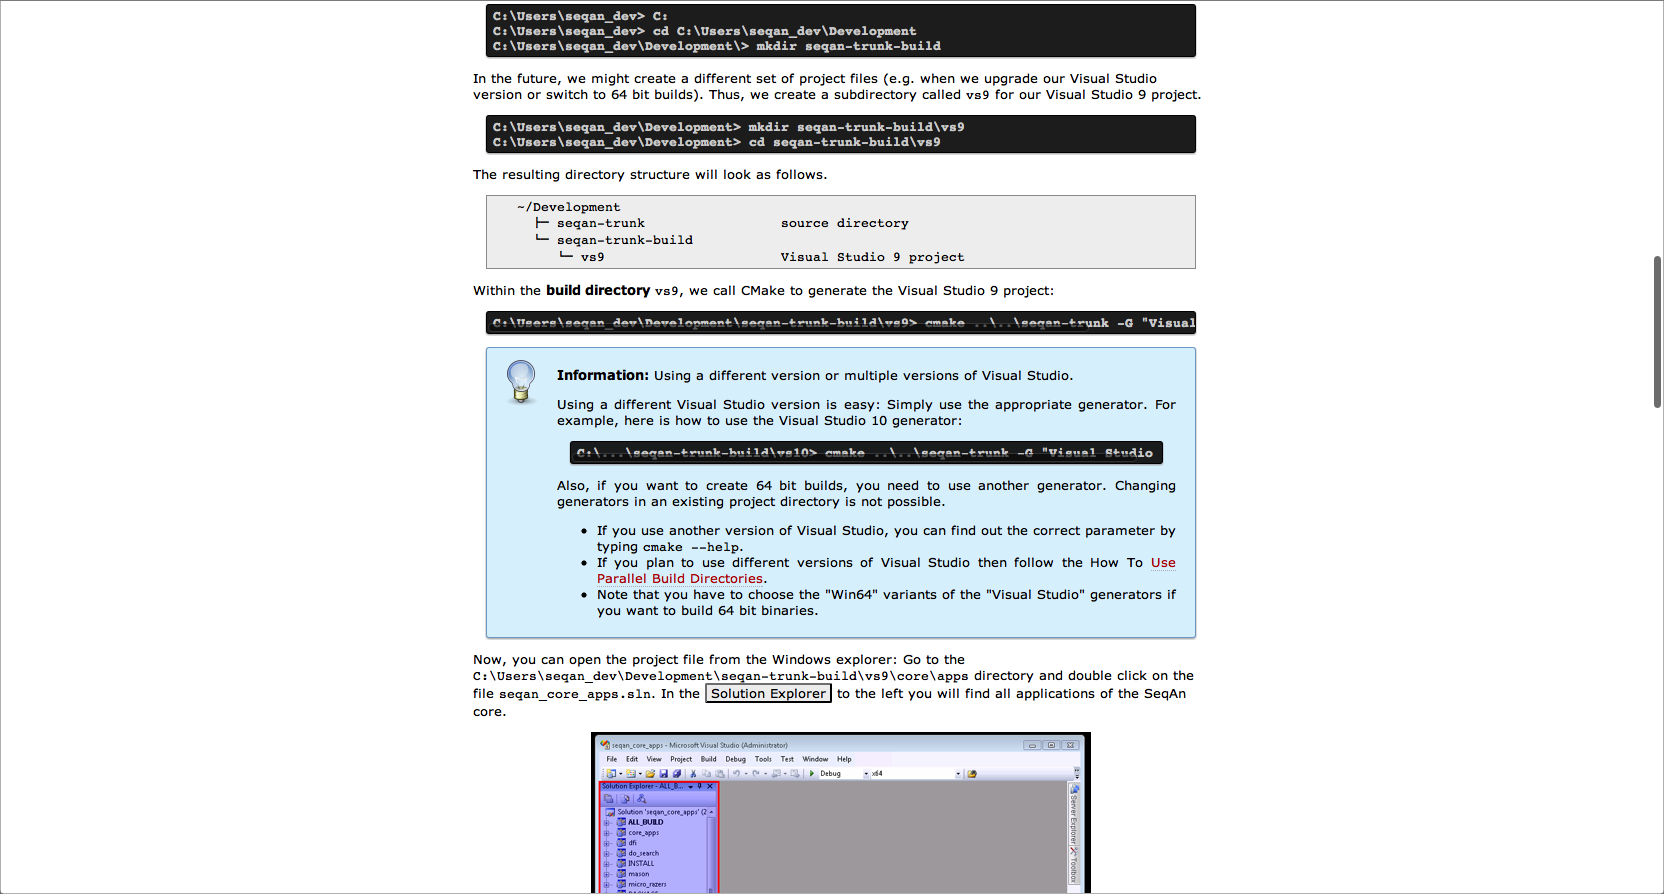 C:\Users\seqan_dev> C:
C:\Users\seqan_dev> cd C:\Users\seqan_dev\Development
C:\Users\seqan_dev\Development\> mkdir seqan-trunk-build
In the future, we might create a different set of project files (e.g. when we upgrade our Visual Studio
version or switch to 64 bit builds). Thus, we create a subdirectory called vs9 for our Visual Studio 9 project.
C:\Users\seqan_dev\Development> mkdir seqan-trunk-build\vs9
C:\Users\seqan_dev\Development> cd seqan-trunk-build\vs9
The resulting directory structure will look as follows.
~/Development
├─ seqan-trunk source directory
└─ seqan-trunk-build
└─ vs9 Visual Studio 9 project
Within the build directory vs9, we call CMake to generate the Visual Studio 9 project:
C:\Users\seqan_dev\Development\seqan-trunk-build\vs9> cmake ..\..\seqan-trunk -G "Visual
Information: Using a different version or multiple versions of Visual Studio.
Using a different Visual Studio version is easy: Simply use the appropriate generator. For
example, here is how to use the Visual Studio 10 generator:
C:\...\seqan-trunk-build\vs10> cmake ..\..\seqan-trunk -G "Visual Studio
Also, if you want to create 64 bit builds, you need to use another generator. Changing
generators in an existing project directory is not possible.
• If you use another version of Visual Studio, you can find out the correct parameter by
typing cmake --help.
• If you plan to use different versions of Visual Studio then follow the How To Use
Parallel Build Directories.
• Note that you have to choose the "Win64" variants of the "Visual Studio" generators if
you want to build 64 bit binaries.
Now, you can open the project file from the Windows explorer: Go to the
C:\Users\seqan_dev\Development\seqan-trunk-build\vs9\core\apps directory and double click on the
file seqan_core_apps.sln. In the Solution Explorer to the left you will find all applications of the SeqAn
core.
seqan_core_apps - Microsoft Visual Studio (Administrator)
File Edit View Project Build Debug Tools Test Window Help
Debug x64
Solution Explorer - ALL_B...
Solution 'seqan_core_apps' (2
ALL_BUILD
core_apps
dfi
do_search
INSTALL
mason
micro_razers
Server Explorer
Toolbox